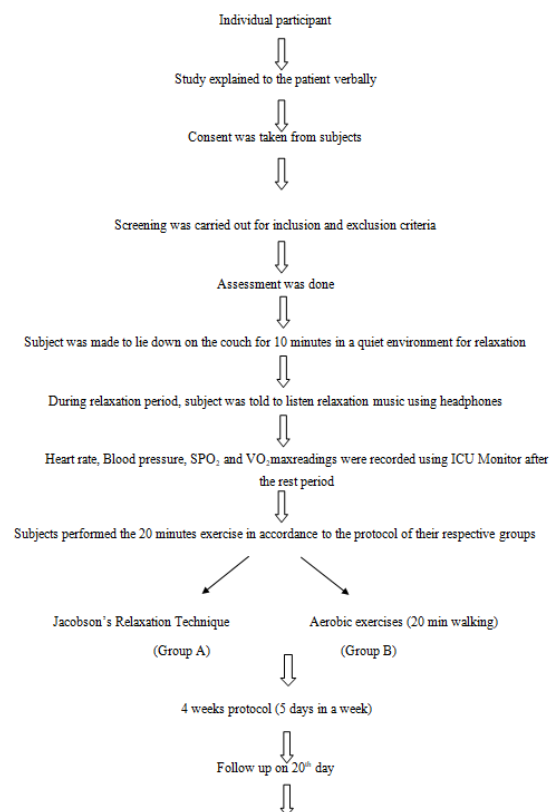 Individual participant
Study explained to the patient verbally
Consent was taken from subjects
Screening was carried out for inclusion and exclusion criteria
Assessment was done
Subject was made to lie down on the couch for 10 minutes in a quiet environment for relaxation
During relaxation period, subject was told to listen relaxation music using headphones
Heart rate, Blood pressure, SPO₂ and VO₂maxreadings were recorded using ICU Monitor after
the rest period
Subjects performed the 20 minutes exercise in accordance to the protocol of their respective groups
Jacobson's Relaxation Technique
(Group A)
Aerobic exercises (20 min walking)
(Group B)
4 weeks protocol (5 days in a week)
Follow up on 20th day